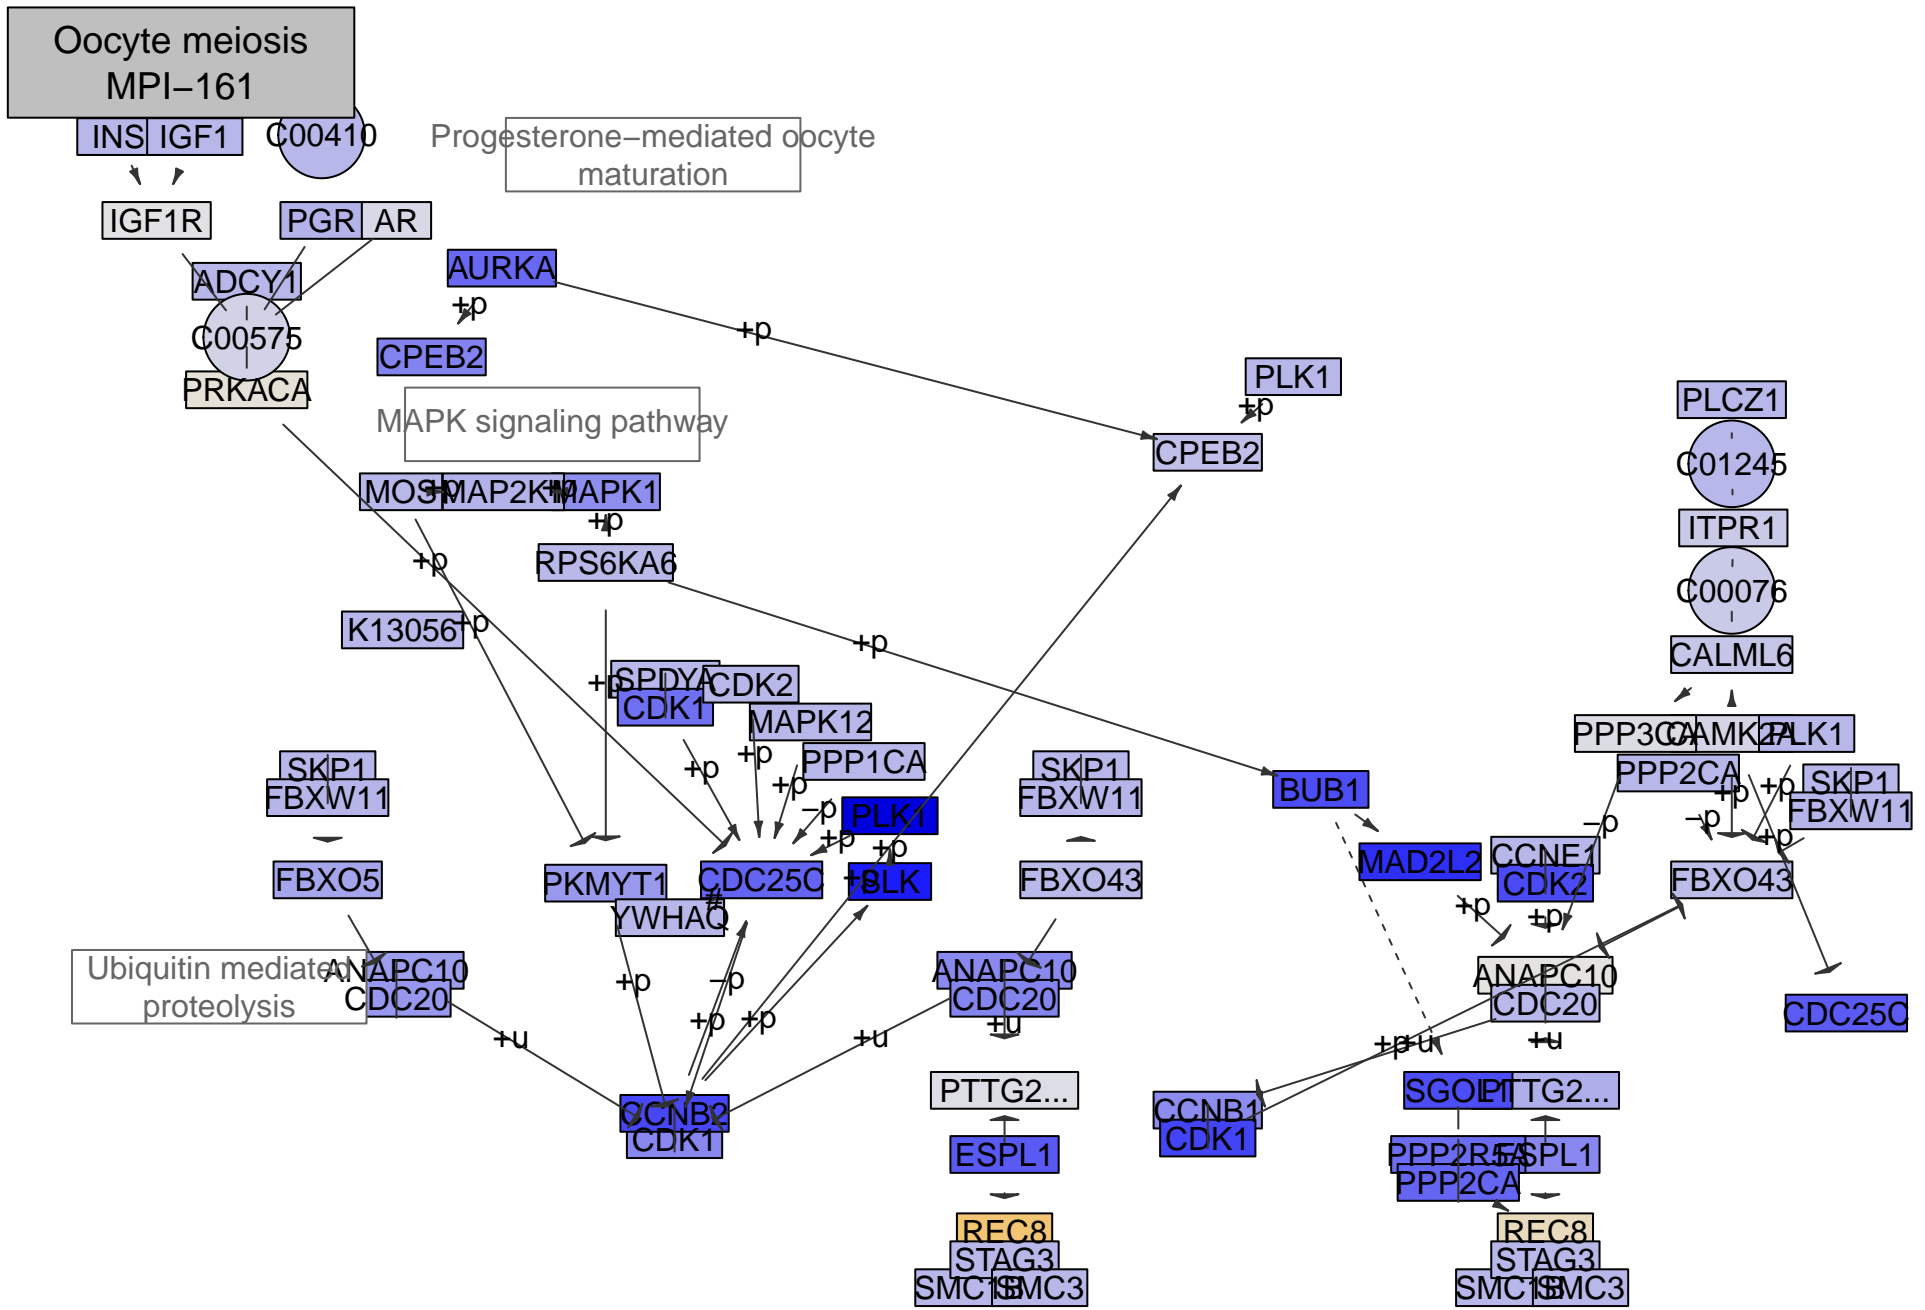 Oocyte meiosis
MPI−161
INS IGF1 C00410
Progesterone−mediated oocyte
maturation
IGF1R PGR AR
ADCY1 AURKA
+p
C00575 +p
CPEB2
PRKACA PLK1
+p
MAPK signaling pathway
PLCZ1
CPEB2
C01245
MOS +p MAP2K1 +p MAPK1
+p
ITPR1
RPS6KA6
+p
C00076
K13056 +p
+p
CALML6
SPDYA CDK2
+p CDK1
MAPK12
PPP3CA CAMK2A PLK1
+p PPP1CA
SKP1 SKP1
+p PPP2CA SKP1
FBXW11 +p FBXW11 BUB1 +p +p FBXW11
−p PLK1
−p −p +p
+p +p
MAD2L2 CCNE1
FBXO5 PKMYT1 CDC25C +p SLK FBXO43 CDK2 FBXO43
#
YWHAQ +p +p
ANAPC10 ANAPC10 ANAPC10
Ubiquitin mediated
proteolysis
CDC20 +p −p CDC20 CDC20
+p +p +u CDC25C
+u +u +p +u +u
PTTG2... SGOL1 PTTG2...
CCNB2 CCNB1
CDK1 CDK1
ESPL1 PPP2R5A ESPL1
PPP2CA
REC8 REC8
STAG3 STAG3
SMC1B SMC3 SMC1B SMC3